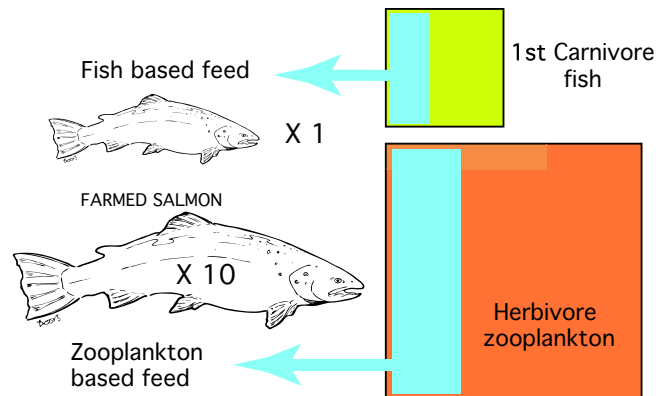 1st Carnivore
fish
Fish based feed
X 1
FARMED SALMON
X 10
Herbivore
zooplankton
Zooplankton
based feed